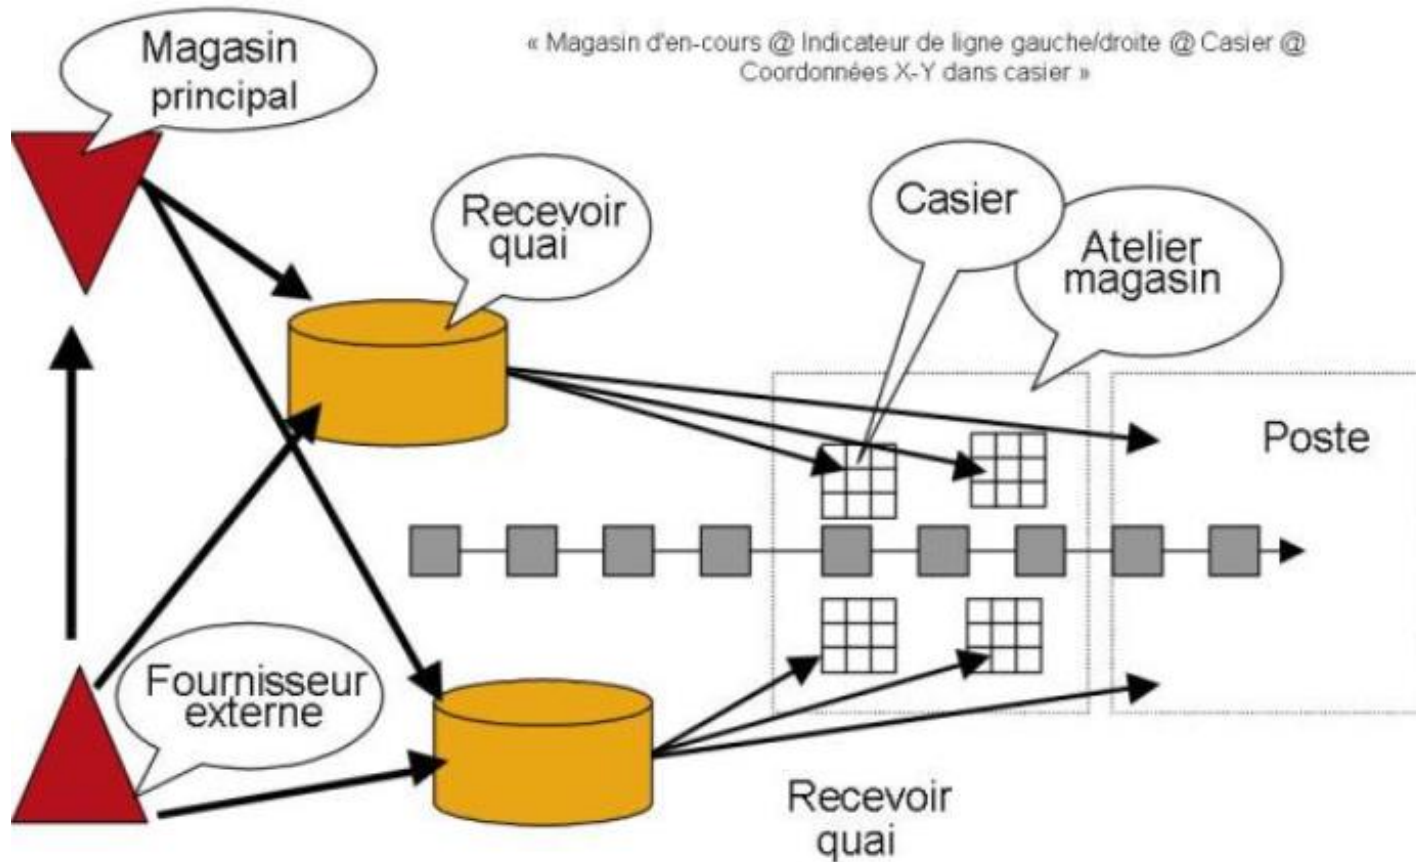 « Magasin d'en-cours @ Indicateur de ligne gauche/droite @ Casier @
Coordonnées X-Y dans casier »
Magasin
principal
Recevoir
quai
Casier
Atelier
magasin
Poste
Fournisseur
externe
Recevoir
quai